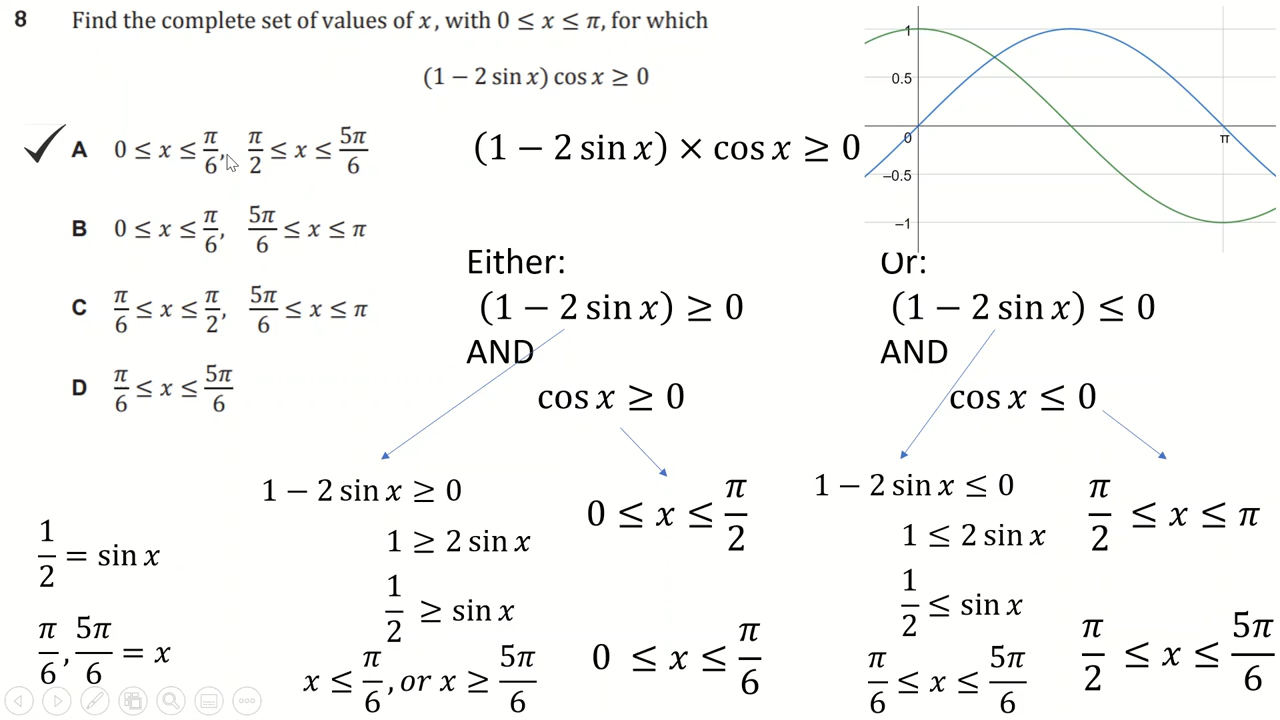 8 Find the complete set of values of x, with 0 ≤ x ≤ π, for which
(1 − 2 sin x) cos x ≥ 0
A 0 ≤ x ≤ π/6, π/2 ≤ x ≤ 5π/6
B 0 ≤ x ≤ π/6, 5π/6 ≤ x ≤ π
C π/6 ≤ x ≤ π/2, 5π/6 ≤ x ≤ π
D π/6 ≤ x ≤ 5π/6
1
0.5
0
π
−0.5
−1
(1 − 2 sin x) × cos x ≥ 0
Either:
(1 − 2 sin x) ≥ 0
AND
cos x ≥ 0
Or:
(1 − 2 sin x) ≤ 0
AND
cos x ≤ 0
1/2 = sin x
π/6, 5π/6 = x
1 − 2 sin x ≥ 0
1 ≥ 2 sin x
1/2 ≥ sin x
x ≤ π/6, or x ≥ 5π/6
0 ≤ x ≤ π/2
0 ≤ x ≤ π/6
1 − 2 sin x ≤ 0
1 ≤ 2 sin x
1/2 ≤ sin x
π/6 ≤ x ≤ 5π/6
π/2 ≤ x ≤ π
π/2 ≤ x ≤ 5π/6